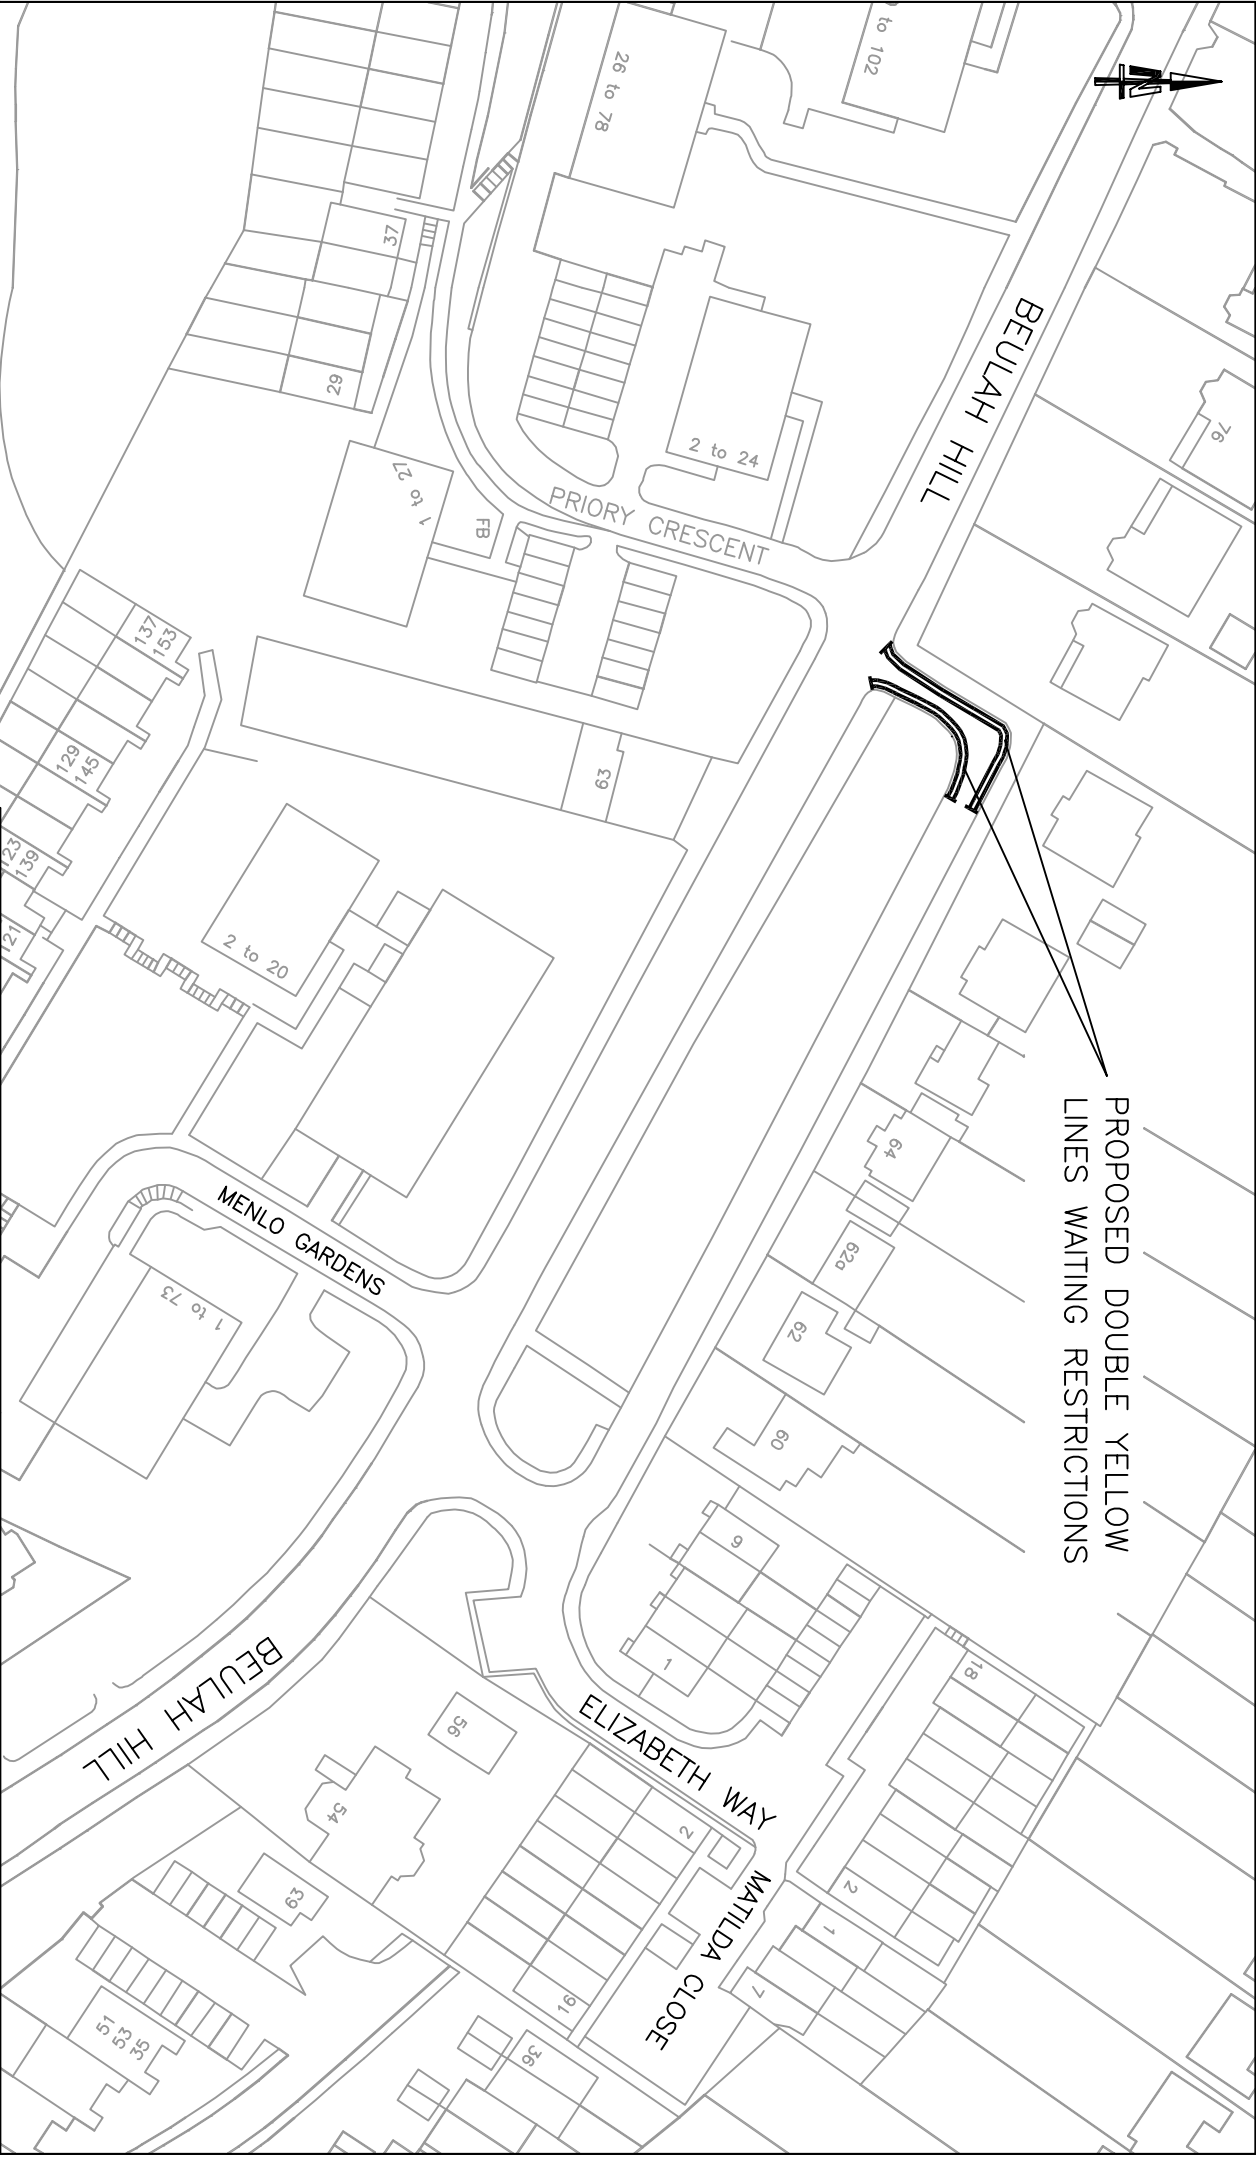 N
PROPOSED DOUBLE YELLOW
LINES WAITING RESTRICTIONS
BEULAH HILL
PRIORY CRESCENT
MENLO GARDENS
ELIZABETH WAY
MATILDA CLOSE
BEULAH HILL
to 102
26 to 78
2 to 24
76
37
29
1 to 27
FB
137
153
129
145
123
139
121
63
2 to 20
1 to 73
64
62a
62
60
9
1
18
2
56
54
2
1
7
16
36
63
51
53
35